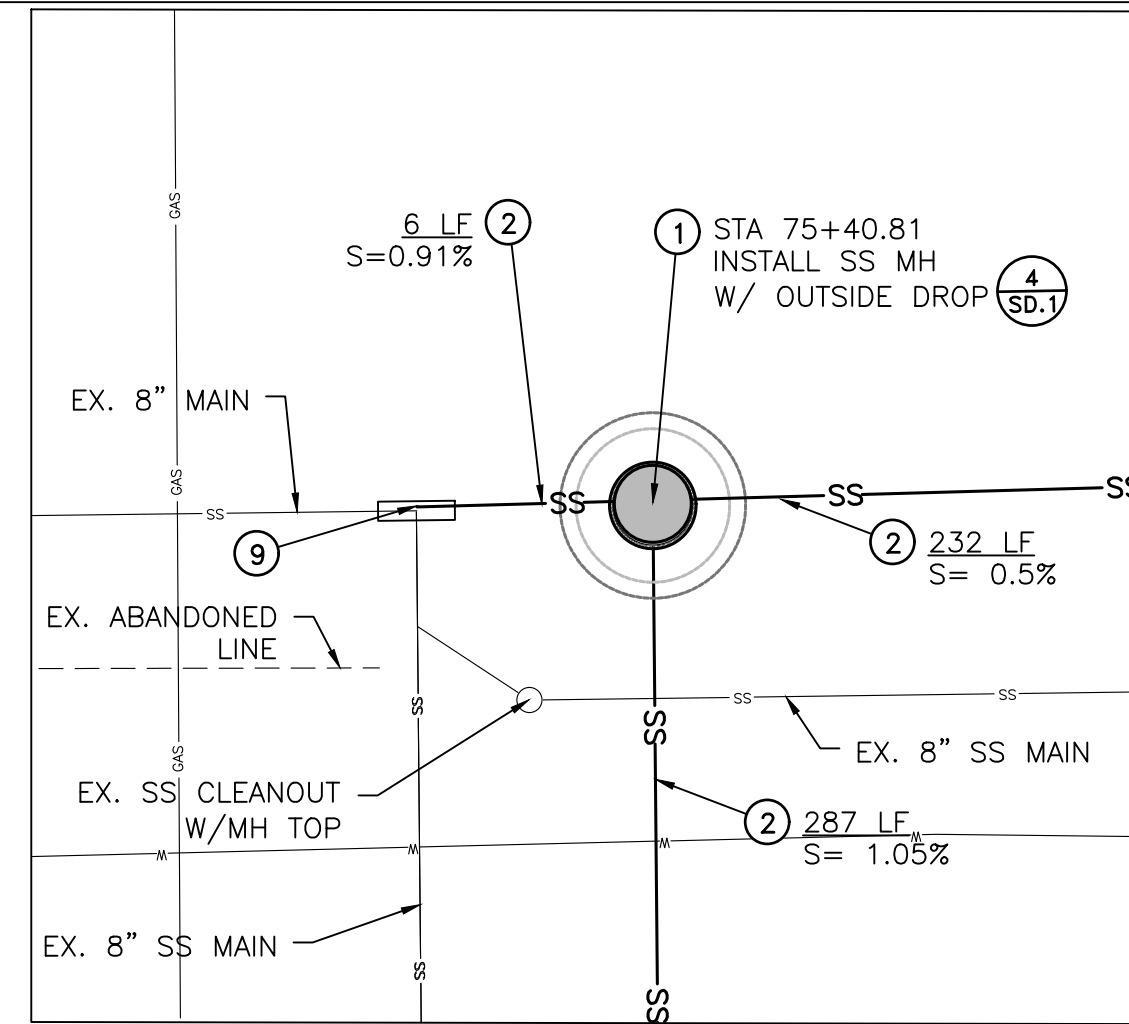 GAS
6 LF
S=0.91%
2
1
STA 75+40.81
INSTALL SS MH
W/ OUTSIDE DROP
4
SD.1
EX. 8” MAIN
GAS
SS
SS
SS
SS
9
2
232 LF
S= 0.5%
EX. ABANDONED
LINE
SS
SS
SS
SS
EX. 8” SS MAIN
GAS
EX. SS CLEANOUT
W/MH TOP
2
287 LF
S= 1.05%
W
W
W
W
EX. 8” SS MAIN
SS
SS